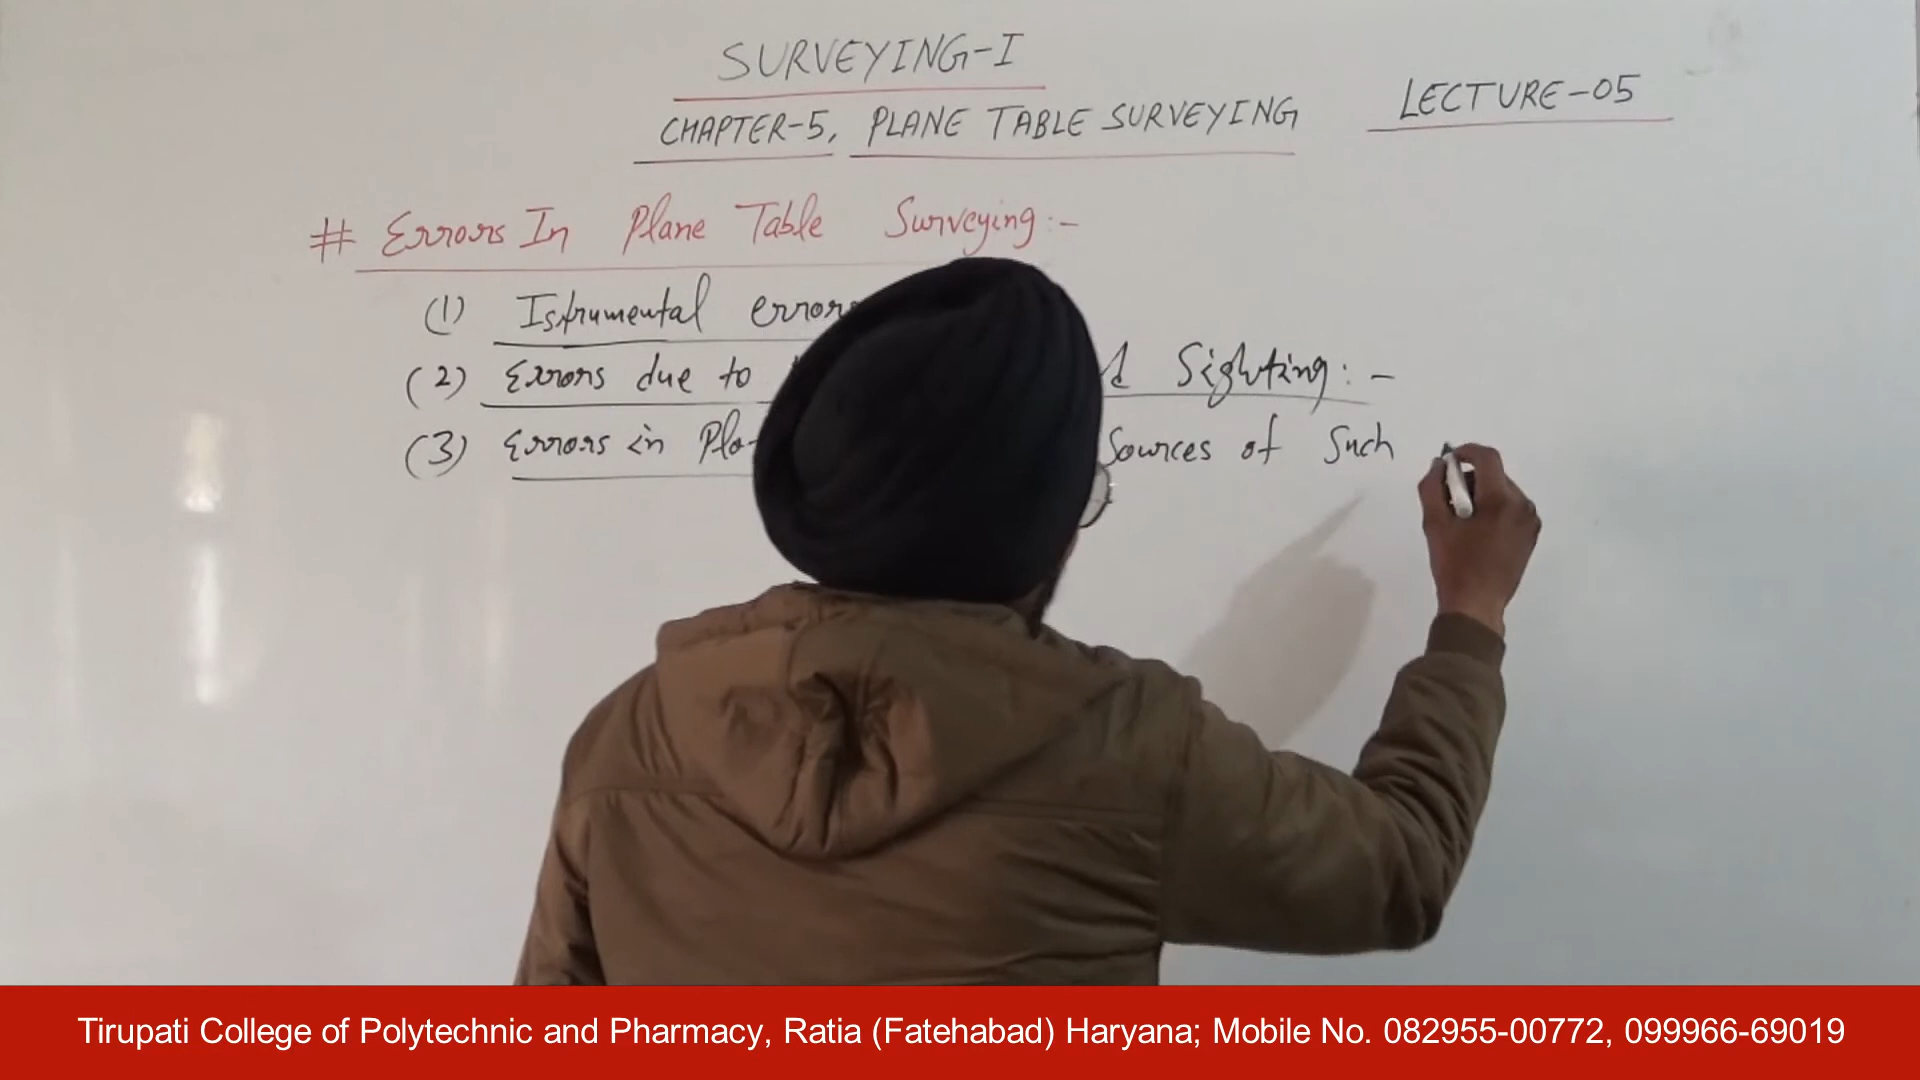 SURVEYING-I
LECTURE-05
CHAPTER-5, PLANE TABLE SURVEYING
# Errors In Plane Table Surveying:-
(1) Istrumental error
(2) Errors due to Sighting:-
(3) Errors in Plo Sources of Such
Tirupati College of Polytechnic and Pharmacy, Ratia (Fatehabad) Haryana; Mobile No. 082955-00772, 099966-69019